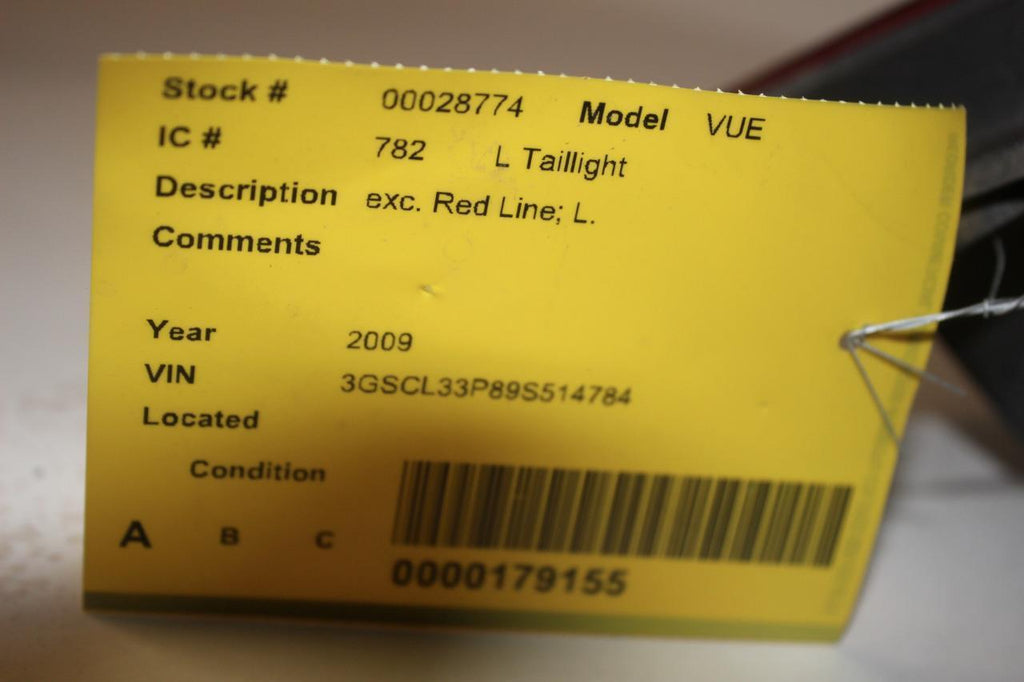 Stock # 00028774 Model VUE
IC # 782 L Taillight
Description exc. Red Line; L.
Comments
Year 2009
VIN 3GSCL33P89S514784
Located
Condition
A B C
0000179155